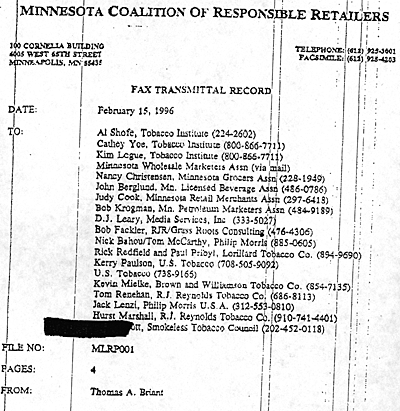 MINNESOTA COALITION OF RESPONSIBLE RETAILERS
100 CORNELIA BUILDING
4005 WEST 65TH STREET
MINNEAPOLIS, MN 55435
TELEPHONE: (612) 925-3001
FACSIMILE: (612) 925-4203
FAX TRANSMITTAL RECORD
DATE: February 15, 1996
TO: Al Shofe, Tobacco Institute (224-2602)
Cathey Yoe, Tobacco Institute (800-866-7711)
Kim Logue, Tobacco Institute (800-866-7711)
Minnesota Wholesale Marketers Assn (via mail)
Nancy Christensen, Minnesota Grocers Assn (228-1949)
John Berglund, Mn. Licensed Beverage Assn (486-0786)
Judy Cook, Minnesota Retail Merchants Assn (297-6418)
Bob Krogman, Mn. Petroleum Marketers Assn (484-9189)
D.J. Leary, Media Services, Inc (333-5027)
Bob Fackler, RJR/Grass Roots Consulting (476-4306)
Nick Bahou/Tom McCarthy, Philip Morris (885-0605)
Rick Redfield and Paul Pribyl, Lorillard Tobacco Co. (894-9690)
Kerry Paulson, U.S. Tobacco (708-505-9092)
U.S. Tobacco (738-9165)
Kevin Mielke, Brown and Williamson Tobacco Co. (854-7135)
Tom Renehan, R.J. Reynolds Tobacco Co. (686-8113)
Jack Lenzi, Philip Morris U.S.A. (312-553-0810)
Hurst Marshall, R.J. Reynolds Tobacco Co. (910-741-4401)
ott, Smokeless Tobacco Council (202-452-0118)
FILE NO: MLRP001
PAGES: 4
FROM: Thomas A. Briant